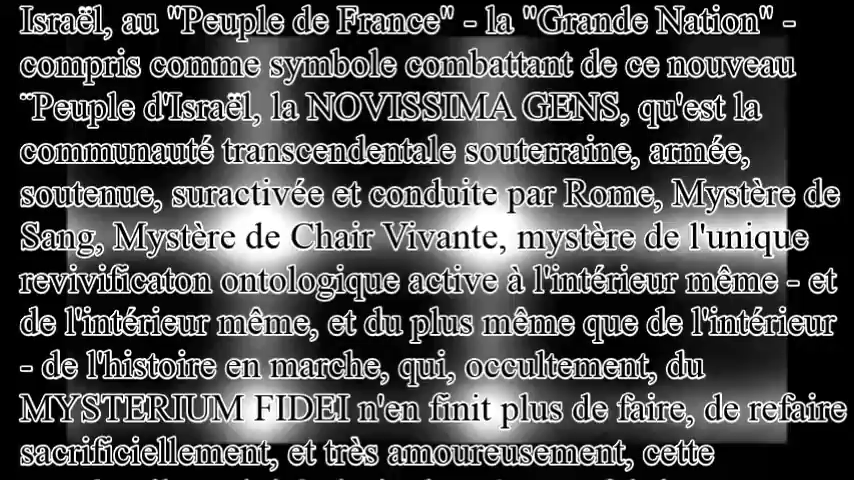 Israël, au "Peuple de France" - la "Grande Nation" -
compris comme symbole combattant de ce nouveau
¨Peuple d'Israël, la NOVISSIMA GENS, qu'est la
communauté transcendentale souterraine, armée,
soutenue, suractivée et conduite par Rome, Mystère de
Sang, Mystère de Chair Vivante, mystère de l'unique
revivificaton ontologique active à l'intérieur même - et
de l'intérieur même, et du plus même que de l'intérieur
- de l'histoire en marche, qui, occultement, du
MYSTERIUM FIDEI n'en finit plus de faire, de refaire
sacrificiellement, et très amoureusement, cette